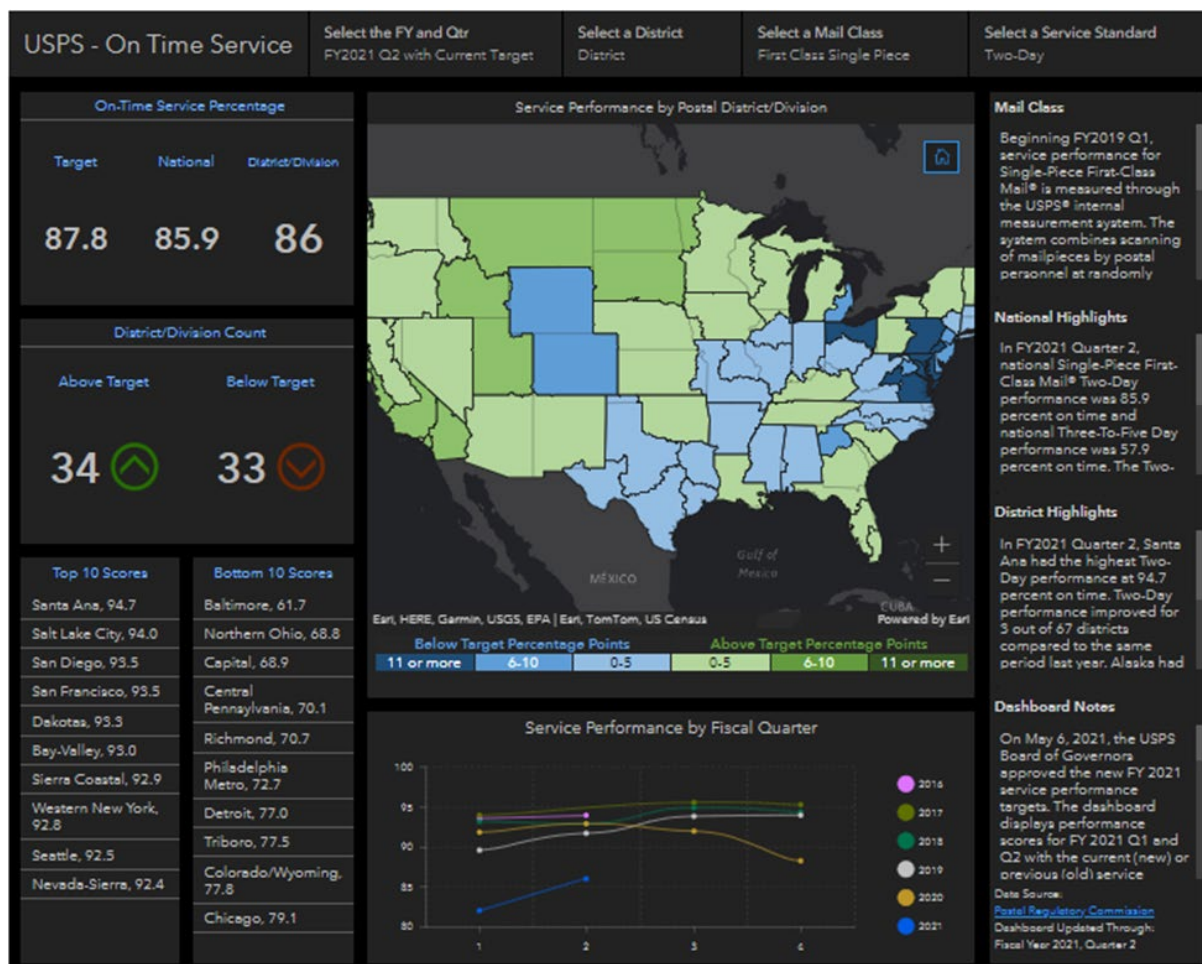 USPS - On Time Service
Select the FY and Qtr
FY2021 Q2 with Current Target
Select a District
District
Select a Mail Class
First Class Single Piece
Select a Service Standard
Two-Day
On-Time Service Percentage
Target
National
District/Division
87.8
85.9
86
District/Division Count
Above Target
Below Target
34
33
Top 10 Scores
Santa Ana, 94.7
Salt Lake City, 94.0
San Diego, 93.5
San Francisco, 93.5
Dakotas, 93.3
Bay-Valley, 93.0
Sierra Coastal, 92.9
Western New York,
92.8
Seattle, 92.5
Nevada-Sierra, 92.4
Bottom 10 Scores
Baltimore, 61.7
Northern Ohio, 68.8
Capital, 68.9
Central
Pennsylvania, 70.1
Richmond, 70.7
Philadelphia
Metro, 72.7
Detroit, 77.0
Triboro, 77.5
Colorado/Wyoming,
77.8
Chicago, 79.1
Service Performance by Postal District/Division
Gulf of
Mexico
MÉXICO
CUBA
+
−
Esri, HERE, Garmin, USGS, EPA | Esri, TomTom, US Census
Powered by Esri
Below Target Percentage Points
Above Target Percentage Points
11 or more
6-10
0-5
0-5
6-10
11 or more
Service Performance by Fiscal Quarter
100
95
90
85
80
1
2
3
4
2016
2017
2018
2019
2020
2021
Mail Class
Beginning FY2019 Q1,
service performance for
Single-Piece First-Class
Mail® is measured through
the USPS® internal
measurement system. The
system combines scanning
of mailpieces by postal
personnel at randomly
National Highlights
In FY2021 Quarter 2,
national Single-Piece First-
Class Mail® Two-Day
performance was 85.9
percent on time and
national Three-To-Five Day
performance was 57.9
percent on time. The Two-
District Highlights
In FY2021 Quarter 2, Santa
Ana had the highest Two-
Day performance at 94.7
percent on time. Two-Day
performance improved for
3 out of 67 districts
compared to the same
period last year. Alaska had
Dashboard Notes
On May 6, 2021, the USPS
Board of Governors
approved the new FY 2021
service performance
targets. The dashboard
displays performance
scores for FY 2021 Q1 and
Q2 with the current (new) or
previous (old) service
Data Source:
Postal Regulatory Commission
Dashboard Updated Through:
Fiscal Year 2021, Quarter 2